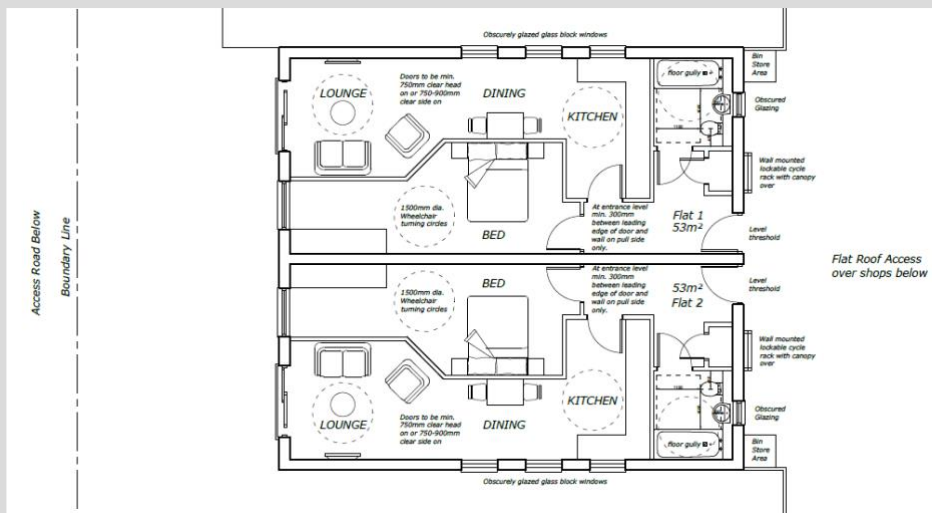 Obscurely glazed glass block windows
Bin
Store
Area
floor gully
Doors to be min.
750mm clear head
on or 750-900mm
clear side on
LOUNGE
DINING
KITCHEN
Obscured
Glazing
Wall mounted
lockable cycle
rack with canopy
over
1500mm dia.
Wheelchair
turning circles
BED
At entrance level
min. 300mm
between leading
edge of door and
wall on pull side
only.
Flat 1
53m²
Level
threshold
Access Road Below
Boundary Line
Flat Roof Access
over shops below
1500mm dia.
Wheelchair
turning circles
BED
At entrance level
min. 300mm
between leading
edge of door and
wall on pull side
only.
53m²
Flat 2
Level
threshold
Wall mounted
lockable cycle
rack with canopy
over
LOUNGE
Doors to be min.
750mm clear head
on or 750-900mm
clear side on
DINING
KITCHEN
Obscured
Glazing
floor gully
Bin
Store
Area
Obscurely glazed glass block windows